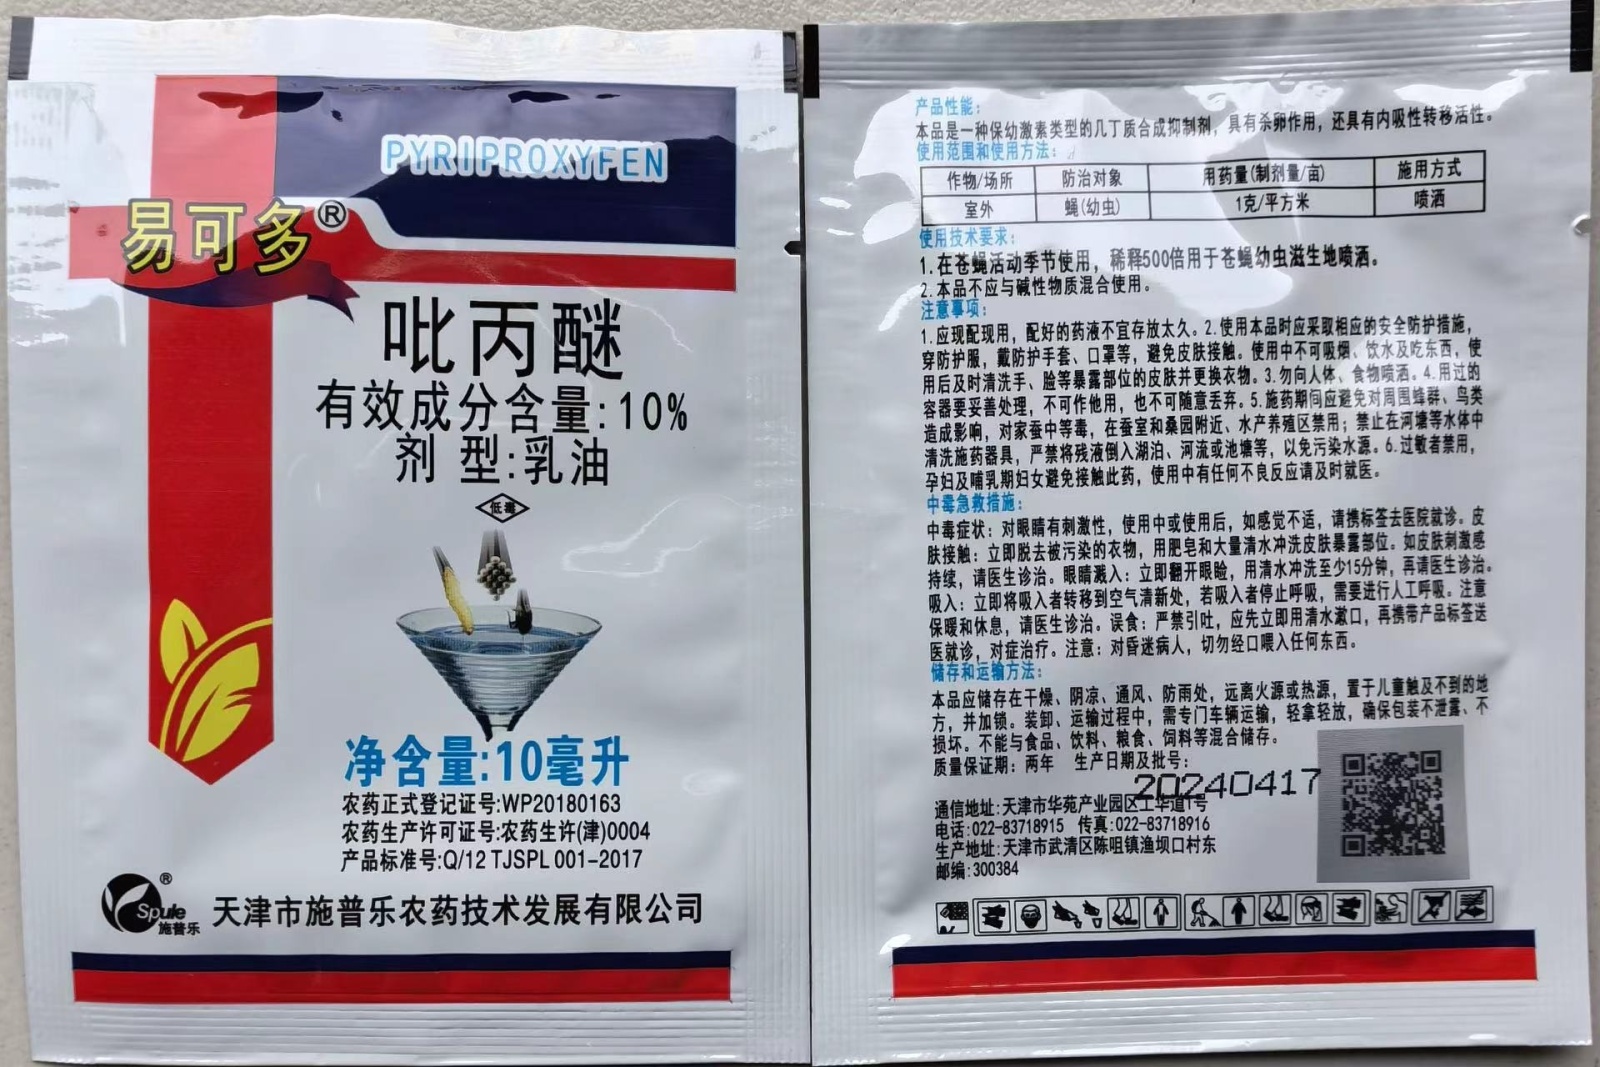 PYRIPROXYFEN
易可多®
吡丙醚
有效成分含量:10%
剂 型:乳油
低毒
净含量:10毫升
农药正式登记证号:WP20180163
农药生产许可证号:农药生许(津)0004
产品标准号:Q/12 TJSPL 001-2017
®
Spule
施普乐
天津市施普乐农药技术发展有限公司
产品性能:
本品是一种保幼激素类型的几丁质合成抑制剂，具有杀卵作用，还具有内吸性转移活性。
使用范围和使用方法:
作物/场所 防治对象 用药量(制剂量/亩) 施用方式
室外 蝇(幼虫) 1克/平方米 喷洒
使用技术要求:
1.在苍蝇活动季节使用，稀释500倍用于苍蝇幼虫滋生地喷洒。
2.本品不应与碱性物质混合使用。
注意事项:
1.应现配现用，配好的药液不宜存放太久。2.使用本品时应采取相应的安全防护措施，
穿防护服，戴防护手套、口罩等，避免皮肤接触。使用中不可吸烟、饮水及吃东西，使
用后及时清洗手、脸等暴露部位的皮肤并更换衣物。3.勿向人体、食物喷洒。4.用过的
容器要妥善处理，不可作他用，也不可随意丢弃。5.施药期间应避免对周围蜂群、鸟类
造成影响，对家蚕中等毒，在蚕室和桑园附近、水产养殖区禁用；禁止在河塘等水体中
清洗施药器具，严禁将残液倒入湖泊、河流或池塘等，以免污染水源。6.过敏者禁用，
孕妇及哺乳期妇女避免接触此药，使用中有任何不良反应请及时就医。
中毒急救措施:
中毒症状：对眼睛有刺激性，使用中或使用后，如感觉不适，请携标签去医院就诊。皮
肤接触：立即脱去被污染的衣物，用肥皂和大量清水冲洗皮肤暴露部位。如皮肤刺激感
持续，请医生诊治。眼睛溅入：立即翻开眼睑，用清水冲洗至少15分钟，再请医生诊治。
吸入：立即将吸入者转移到空气清新处，若吸入者停止呼吸，需要进行人工呼吸。注意
保暖和休息，请医生诊治。误食：严禁引吐，应先立即用清水漱口，再携带产品标签送
医就诊，对症治疗。注意：对昏迷病人，切勿经口喂入任何东西。
储存和运输方法:
本品应储存在干燥、阴凉、通风、防雨处，远离火源或热源，置于儿童触及不到的地
方，并加锁。装卸、运输过程中，需专门车辆运输，轻拿轻放，确保包装不泄露、不
损坏。不能与食品、饮料、粮食、饲料等混合储存。
质量保证期：两年 生产日期及批号:
20240417
通信地址:天津市华苑产业园区工华道1号
电话:022-83718915 传真:022-83718916
生产地址:天津市武清区陈咀镇渔坝口村东
邮编:300384